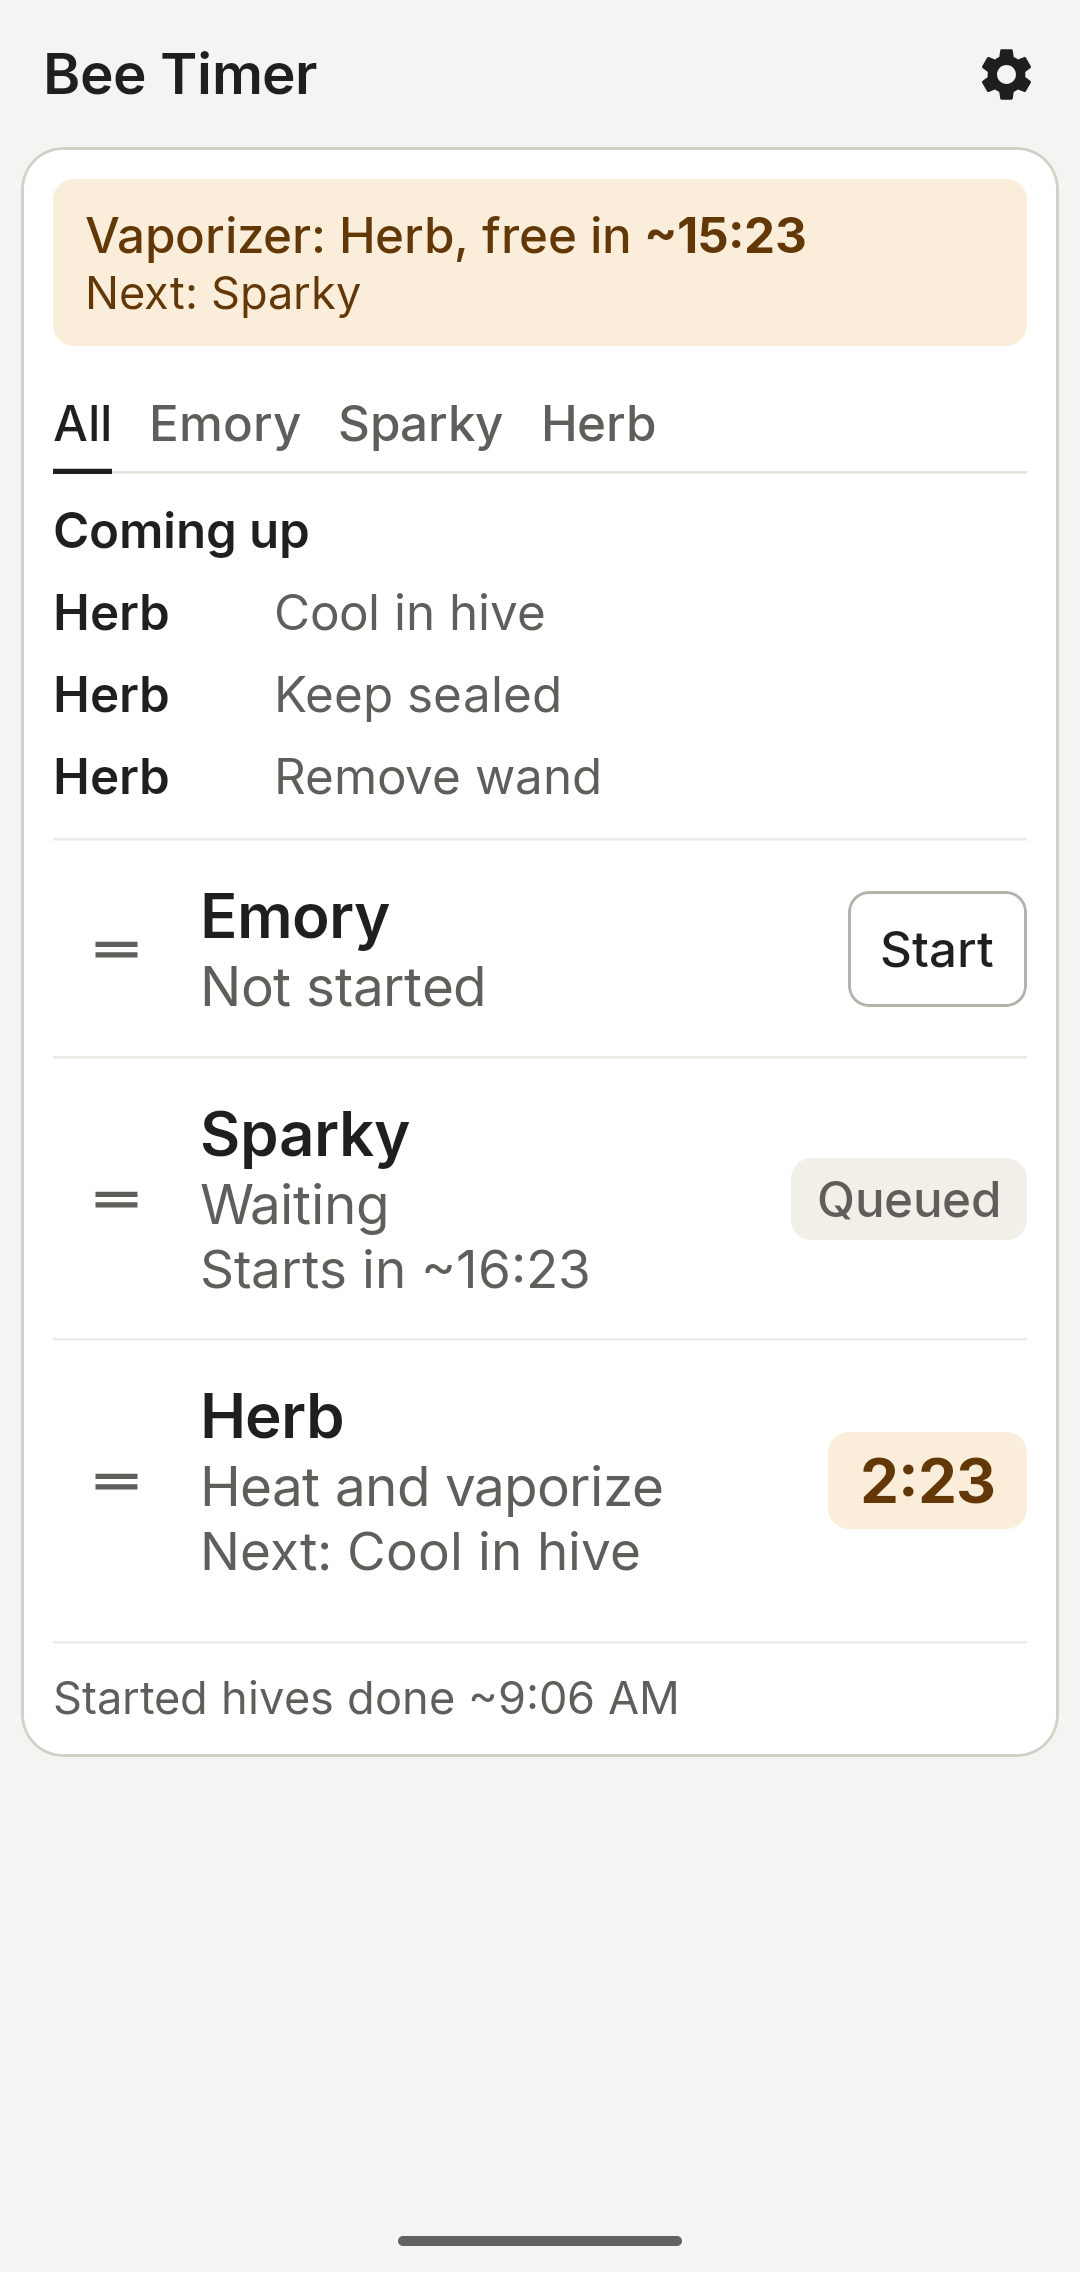 Bee Timer
Vaporizer: Herb, free in ~15:23
Next: Sparky
All Emory Sparky Herb
Coming up
Herb Cool in hive
Herb Keep sealed
Herb Remove wand
Emory
Not started
Start
Sparky
Waiting
Starts in ~16:23
Queued
Herb
Heat and vaporize
Next: Cool in hive
2:23
Started hives done ~9:06 AM